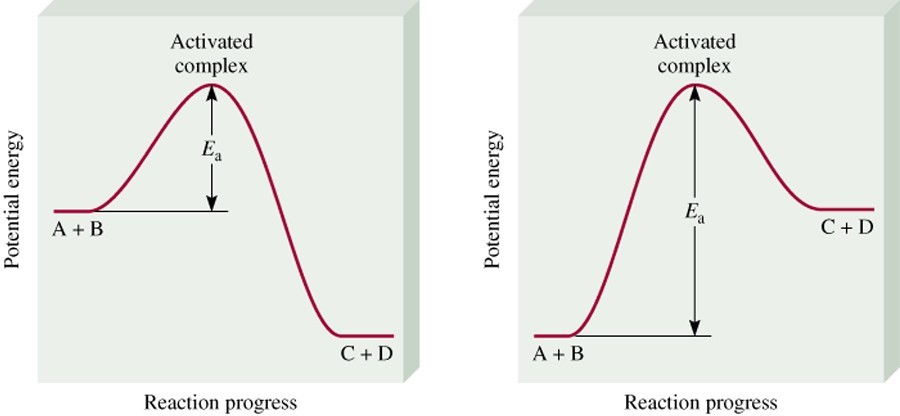 Activated
complex
Potential energy
Eₐ
A + B
C + D
Reaction progress
Activated
complex
Potential energy
Eₐ
C + D
A + B
Reaction progress